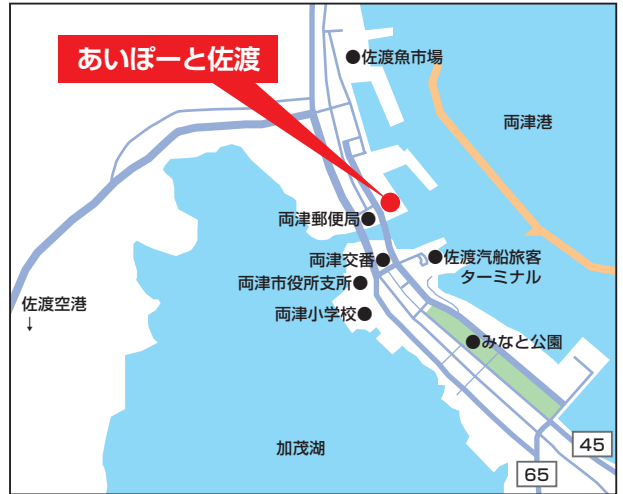 あいぽーと佐渡
佐渡魚市場
両津港
両津郵便局
両津交番
佐渡汽船旅客
ターミナル
両津市役所支所
佐渡空港
↓
両津小学校
みなと公園
加茂湖
45
65